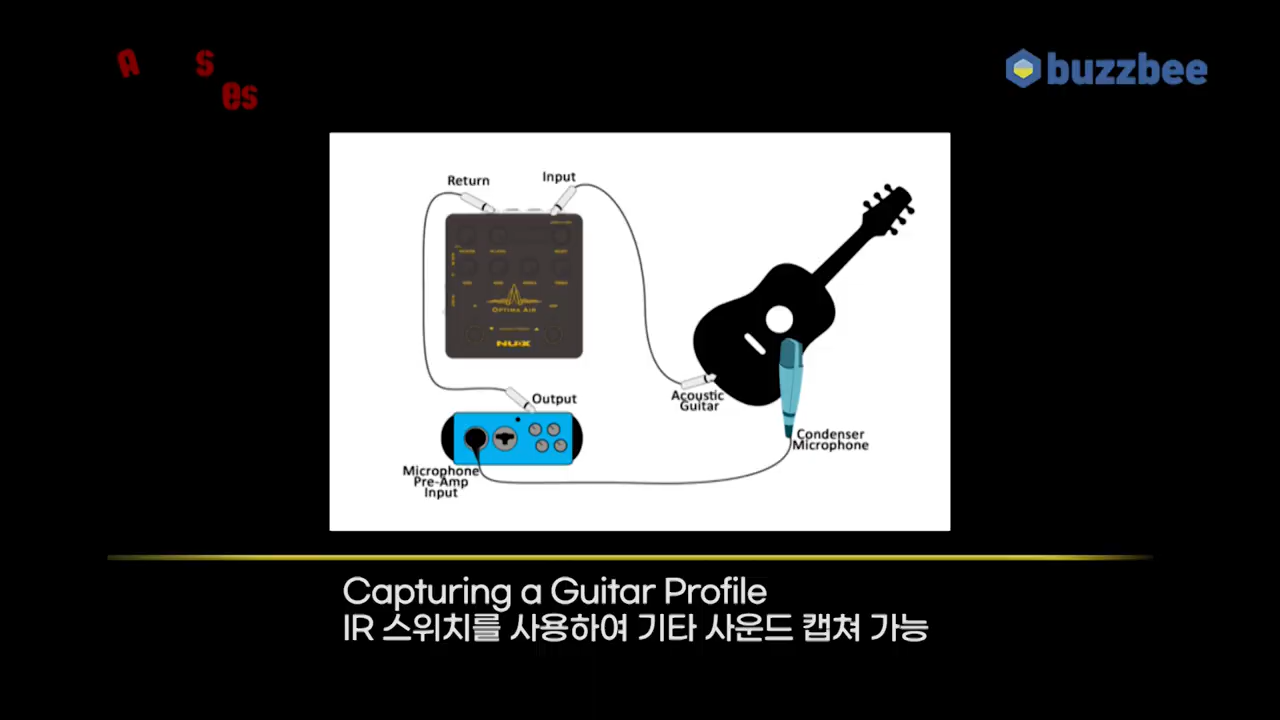 A s
es
buzzbee
Return
Input
OPTIMA AIR
NUX
Output
Acoustic
Guitar
Condenser
Microphone
Microphone
Pre-Amp
Input
Capturing a Guitar Profile
IR 스위치를 사용하여 기타 사운드 캡쳐 가능